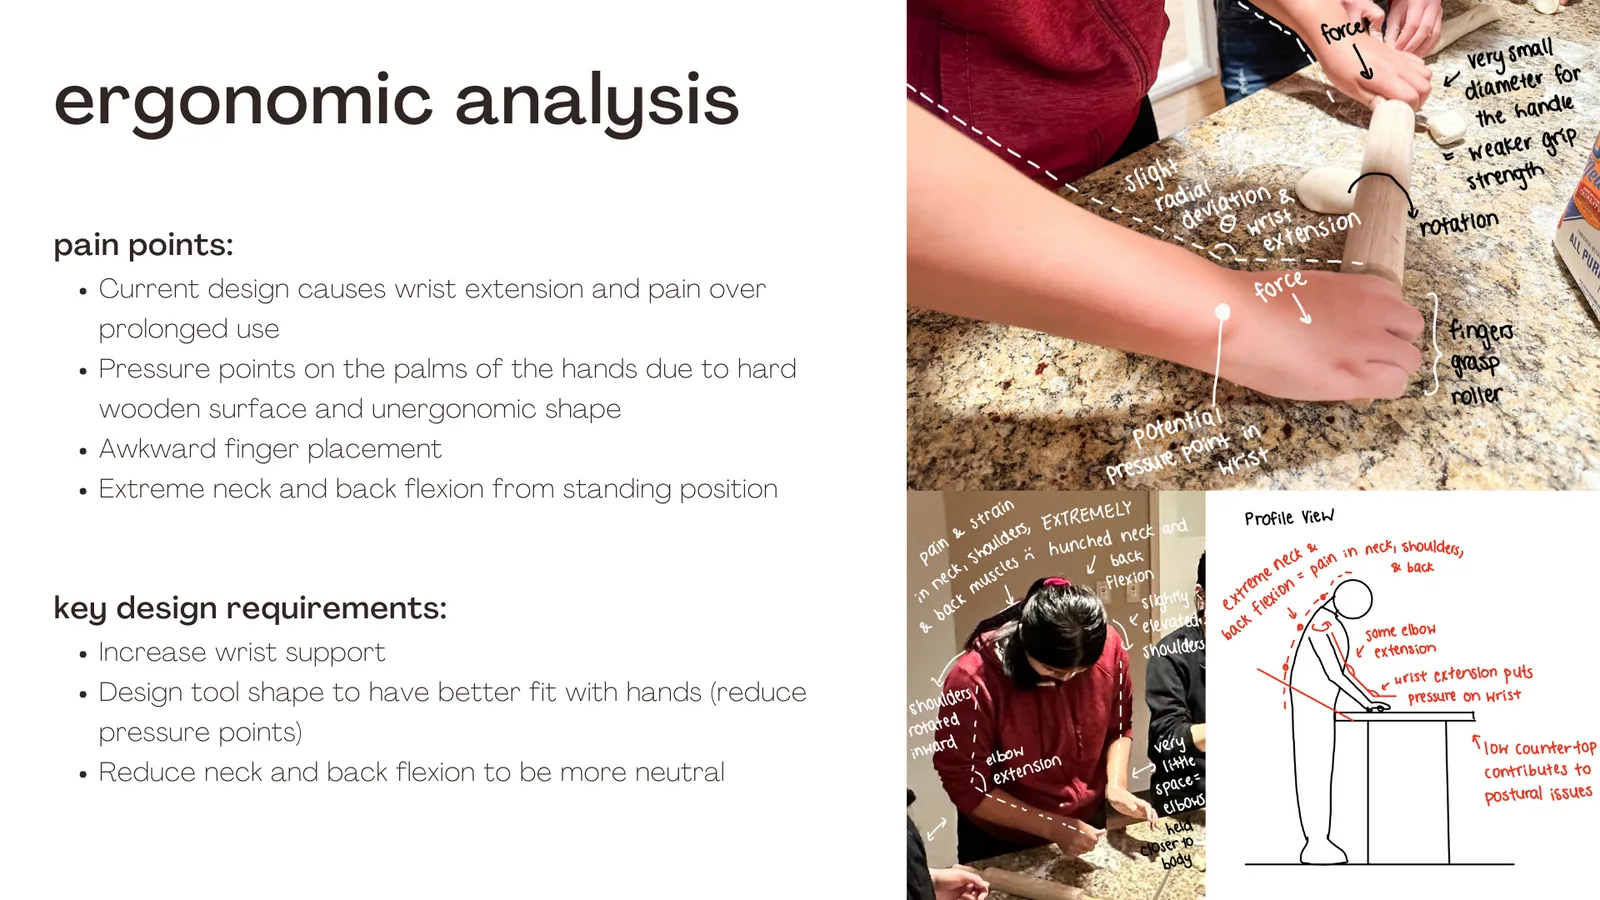 ergonomic analysis
pain points:
Current design causes wrist extension and pain over
prolonged use
Pressure points on the palms of the hands due to hard
wooden surface and unergonomic shape
Awkward finger placement
Extreme neck and back flexion from standing position
key design requirements:
Increase wrist support
Design tool shape to have better fit with hands (reduce
pressure points)
Reduce neck and back flexion to be more neutral
force
very small
diameter for
the handle
= weaker grip
strength
slight
radial
deviation &
wrist
extension
rotation
force
fingers
grasp
roller
potential
pressure point in
wrist
ALL PUR
pain & strain
in neck, shoulders,
& back muscles
EXTREMELY
hunched neck and
back
flexion
slightly
elevated
shoulders
shoulders
rotated
inward
elbow
extension
very
little
space =
elbows
held
closer to
body
Profile View
extreme neck &
back flexion = pain in neck, shoulders,
& back
some elbow
extension
wrist extension puts
pressure on wrist
low countertop
contributes to
postural issues